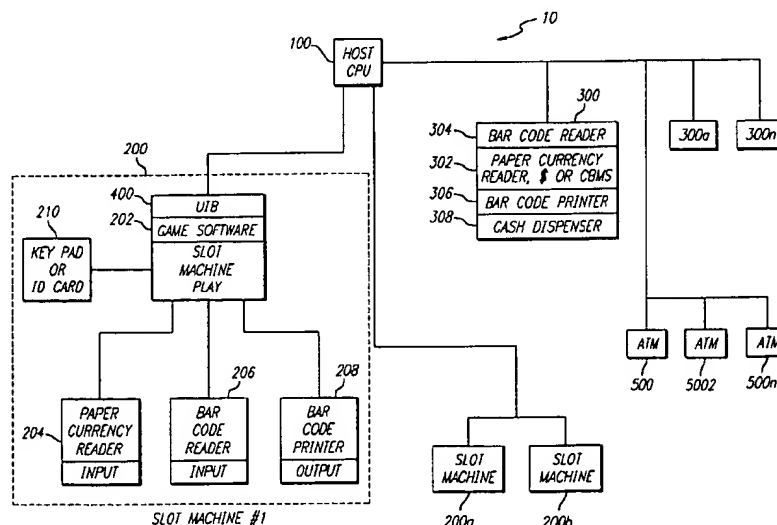 10
100
HOST
CPU
300
304
BAR CODE READER
302
PAPER CURRENCY
READER, $ OR CBMS
306
BAR CODE PRINTER
308
CASH DISPENSER
300a
300n
200
400
UIB
202
GAME SOFTWARE
SLOT
MACHINE
PLAY
210
KEY PAD
OR
ID CARD
204
PAPER
CURRENCY
READER
INPUT
206
BAR
CODE
READER
INPUT
208
BAR
CODE
PRINTER
OUTPUT
SLOT MACHINE #1
ATM
500
ATM
5002
ATM
500n
SLOT
MACHINE
200a
SLOT
MACHINE
200b